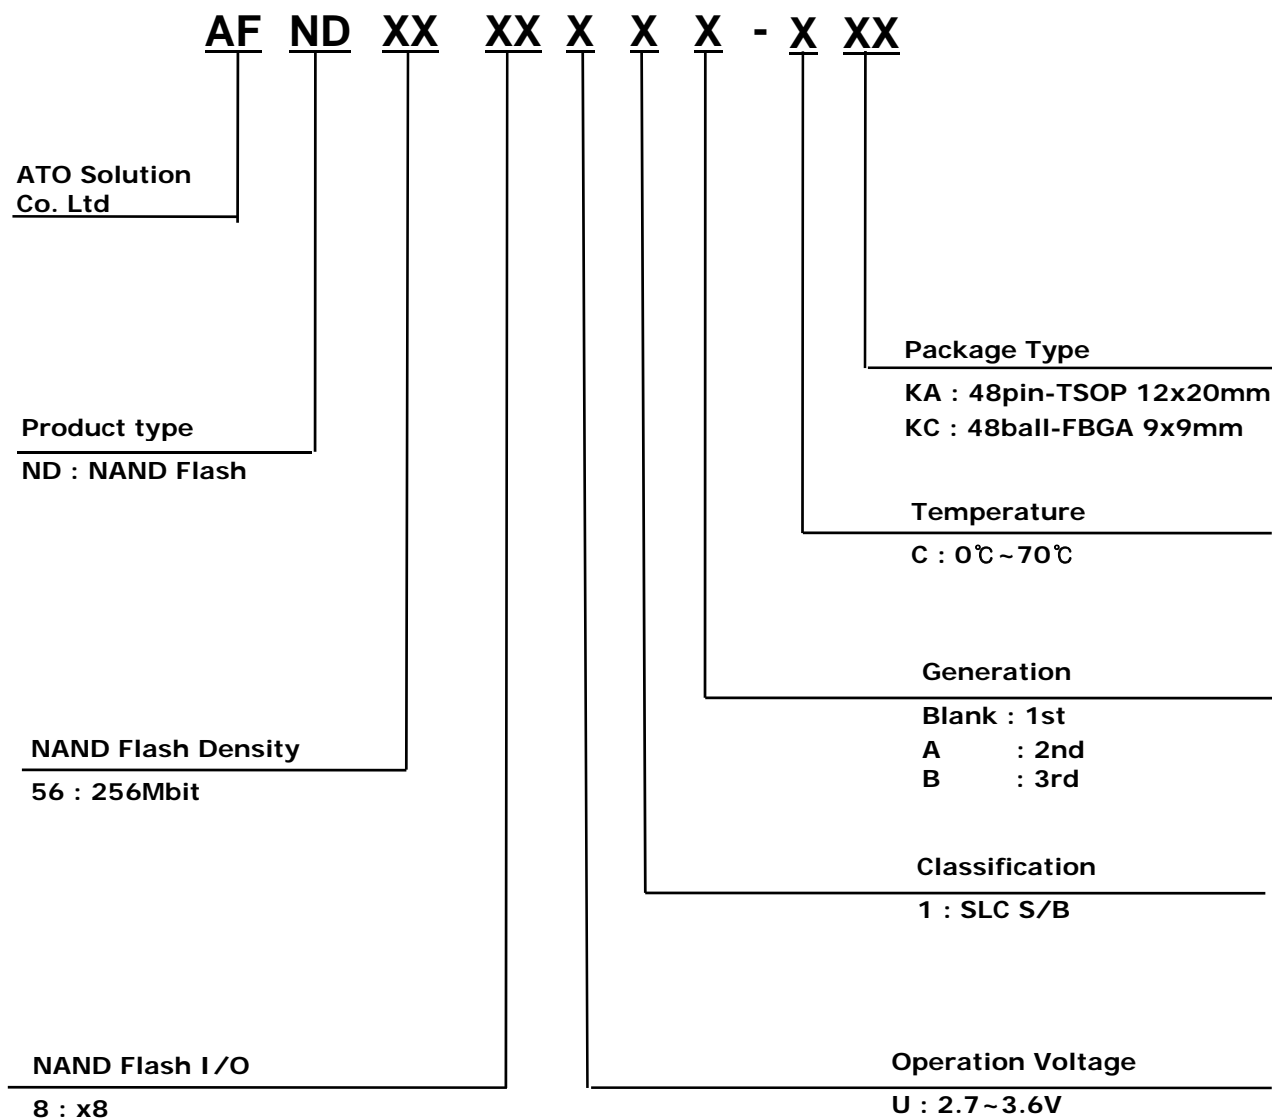 AF ND XX XX X X X - X XX
ATO Solution
Co. Ltd
Package Type
KA : 48pin-TSOP 12x20mm
KC : 48ball-FBGA 9x9mm
Product type
ND : NAND Flash
Temperature
C : 0℃~70℃
Generation
Blank : 1st
A : 2nd
B : 3rd
NAND Flash Density
56 : 256Mbit
Classification
1 : SLC S/B
NAND Flash I/O
8 : x8
Operation Voltage
U : 2.7~3.6V